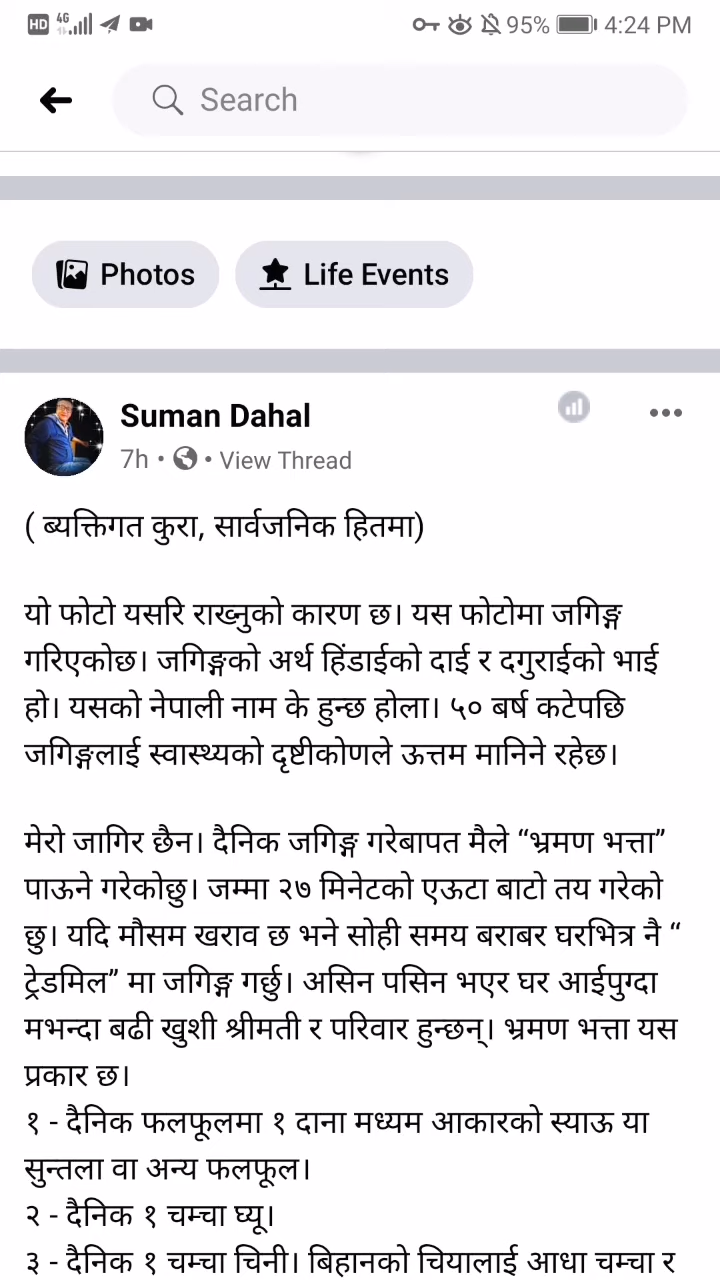 HD 4G 95% 4:24 PM
Search
Photos Life Events
Suman Dahal
7h • • View Thread
( ब्यक्तिगत कुरा, सार्वजनिक हितमा)
यो फोटो यसरि राख्नुको कारण छ। यस फोटोमा जगिङ्ग
गरिएकोछ। जगिङ्गको अर्थ हिंडाईको दाई र दगुराईको भाई
हो। यसको नेपाली नाम के हुन्छ होला। ५० बर्ष कटेपछि
जगिङ्गलाई स्वास्थ्यको दृष्टीकोणले ऊत्तम मानिने रहेछ।
मेरो जागिर छैन। दैनिक जगिङ्ग गरेबापत मैले “भ्रमण भत्ता”
पाऊने गरेकोछु। जम्मा २७ मिनेटको एऊटा बाटो तय गरेको
छु। यदि मौसम खराव छ भने सोही समय बराबर घरभित्र नै “
ट्रेडमिल” मा जगिङ्ग गर्छु। असिन पसिन भएर घर आईपुग्दा
मभन्दा बढी खुशी श्रीमती र परिवार हुन्छन्। भ्रमण भत्ता यस
प्रकार छ।
१ - दैनिक फलफूलमा १ दाना मध्यम आकारको स्याऊ या
सुन्तला वा अन्य फलफूल।
२ - दैनिक १ चम्चा घ्यू।
३ - दैनिक १ चम्चा चिनी। बिहानको चियालाई आधा चम्चा र